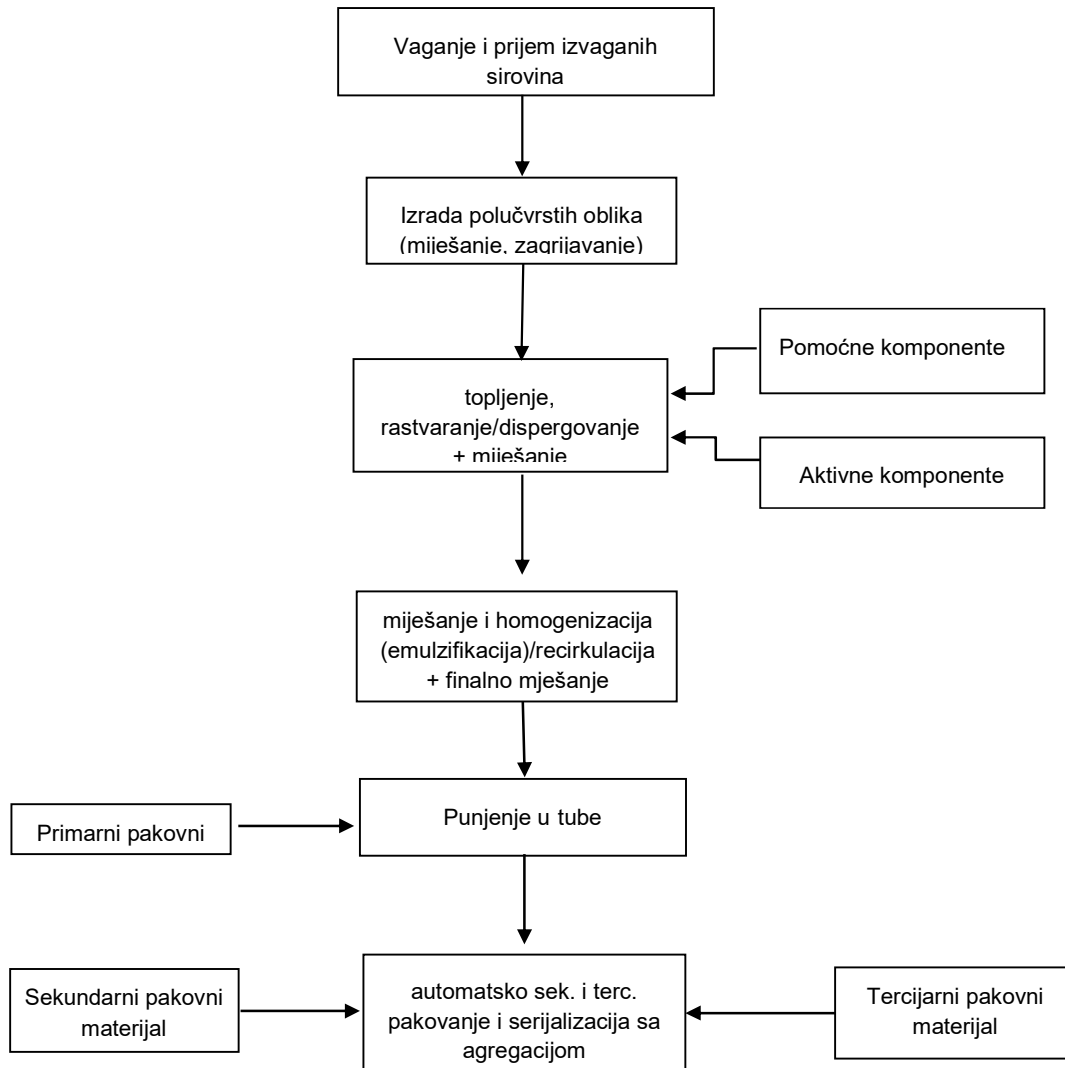 Vaganje i prijem izvaganih
sirovina
Izrada polučvrstih oblika
(miješanje, zagrijavanje)
Pomoćne komponente
topljenje,
rastvaranje/dispergovanje
+ miješanje
Aktivne komponente
miješanje i homogenizacija
(emulzifikacija)/recirkulacija
+ finalno mješanje
Punjenje u tube
Primarni pakovni
Sekundarni pakovni
materijal
automatsko sek. i terc.
pakovanje i serijalizacija sa
agregacijom
Tercijarni pakovni
materijal